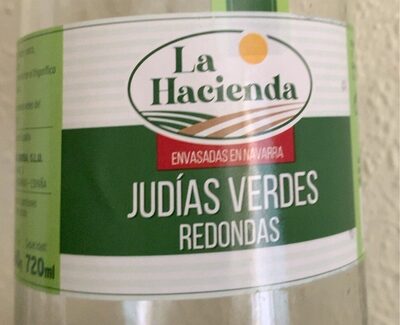 La
Hacienda
ENVASADAS EN NAVARRA
JUDÍAS VERDES
REDONDAS
720ml